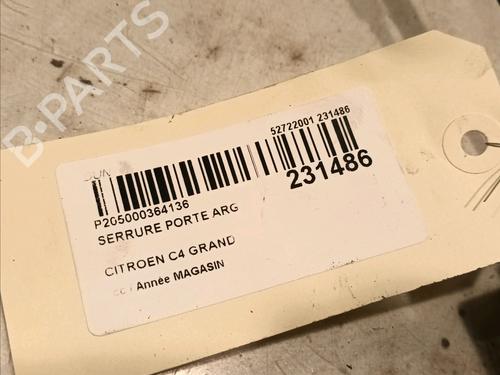 B-PARTS
52722001 231486
231486
P205000364136
SERRURE PORTE ARG
CITROEN C4 GRAND
Année MAGASIN